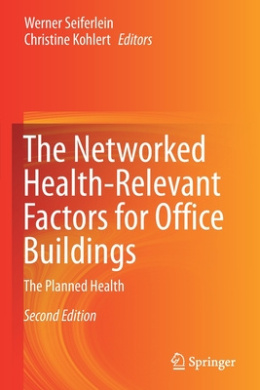 Werner Seiferlein
Christine Kohlert Editors
The Networked
Health-Relevant
Factors for Office
Buildings
The Planned Health
Second Edition
Springer